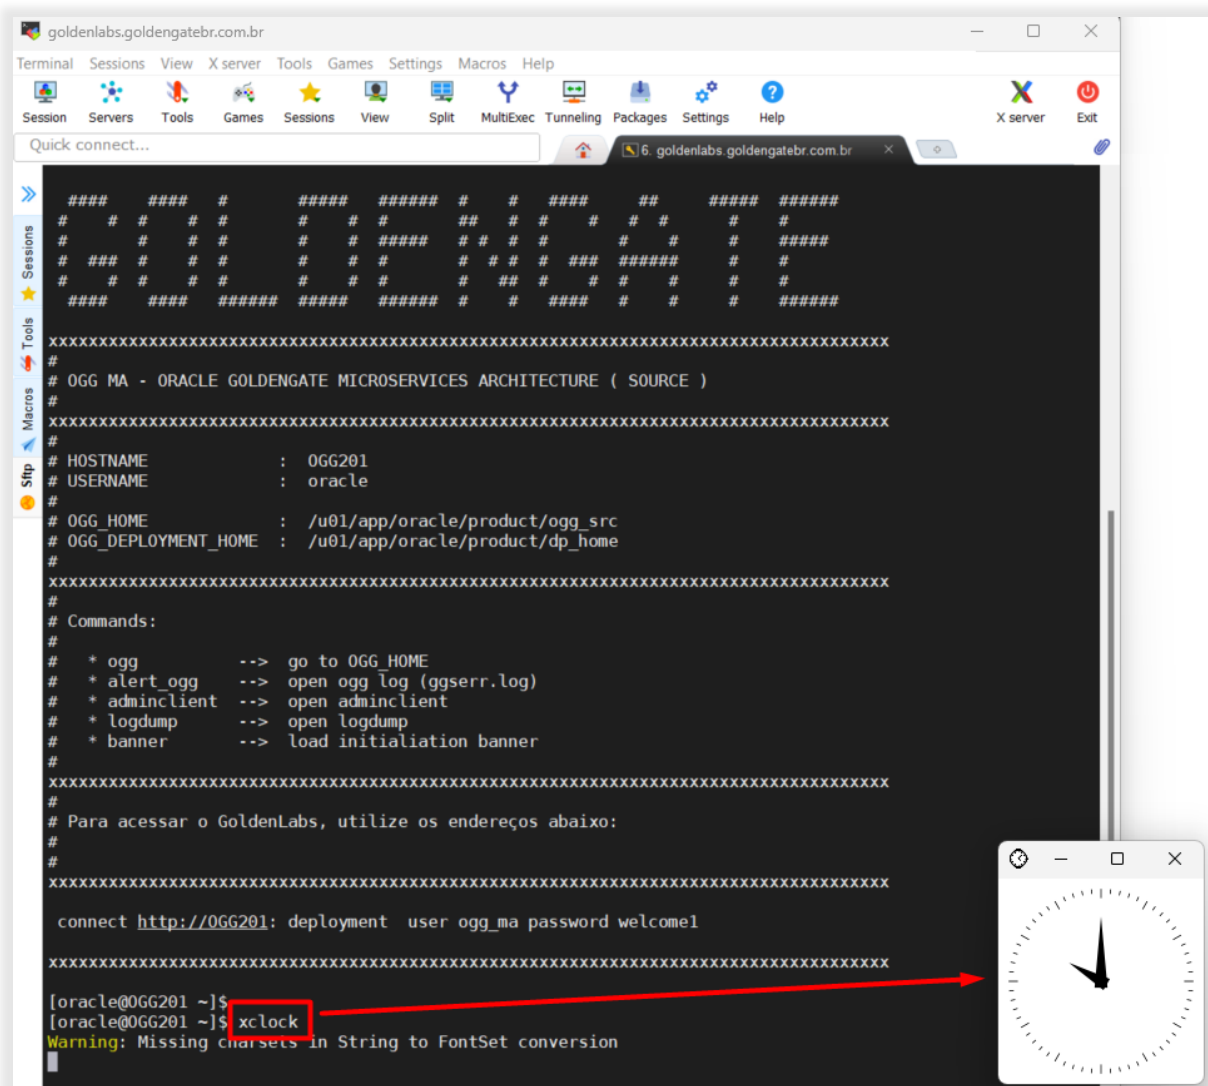 goldenlabs.goldengatebr.com.br
Terminal Sessions View X server Tools Games Settings Macros Help
Session Servers Tools Games Sessions View Split MultiExec Tunneling Packages Settings Help X server Exit
Quick connect...
6. goldenlabs.goldengatebr.com.br
Sessions
Tools
Macros
Sftp
GOLDENGATE
xxxxxxxxxxxxxxxxxxxxxxxxxxxxxxxxxxxxxxxxxxxxxxxxxxxxxxxxxxxxxxxxxxxxxxxxxxxxxxxxxxxx
#
# OGG MA - ORACLE GOLDENGATE MICROSERVICES ARCHITECTURE ( SOURCE )
#
xxxxxxxxxxxxxxxxxxxxxxxxxxxxxxxxxxxxxxxxxxxxxxxxxxxxxxxxxxxxxxxxxxxxxxxxxxxxxxxxxxxx
#
# HOSTNAME : OGG201
# USERNAME : oracle
#
# OGG_HOME : /u01/app/oracle/product/ogg_src
# OGG_DEPLOYMENT_HOME : /u01/app/oracle/product/dp_home
#
xxxxxxxxxxxxxxxxxxxxxxxxxxxxxxxxxxxxxxxxxxxxxxxxxxxxxxxxxxxxxxxxxxxxxxxxxxxxxxxxxxxx
#
# Commands:
#
# * ogg --> go to OGG_HOME
# * alert_ogg --> open ogg log (ggserr.log)
# * adminclient --> open adminclient
# * logdump --> open logdump
# * banner --> load initialiation banner
#
xxxxxxxxxxxxxxxxxxxxxxxxxxxxxxxxxxxxxxxxxxxxxxxxxxxxxxxxxxxxxxxxxxxxxxxxxxxxxxxxxxxx
#
# Para acessar o GoldenLabs, utilize os endereços abaixo:
#
#
xxxxxxxxxxxxxxxxxxxxxxxxxxxxxxxxxxxxxxxxxxxxxxxxxxxxxxxxxxxxxxxxxxxxxxxxxxxxxxxxxxxx
connect http://OGG201: deployment user ogg_ma password welcome1
xxxxxxxxxxxxxxxxxxxxxxxxxxxxxxxxxxxxxxxxxxxxxxxxxxxxxxxxxxxxxxxxxxxxxxxxxxxxxxxxxxxx
[oracle@OGG201 ~]$
[oracle@OGG201 ~]$ xclock
Warning: Missing charsets in String to FontSet conversion